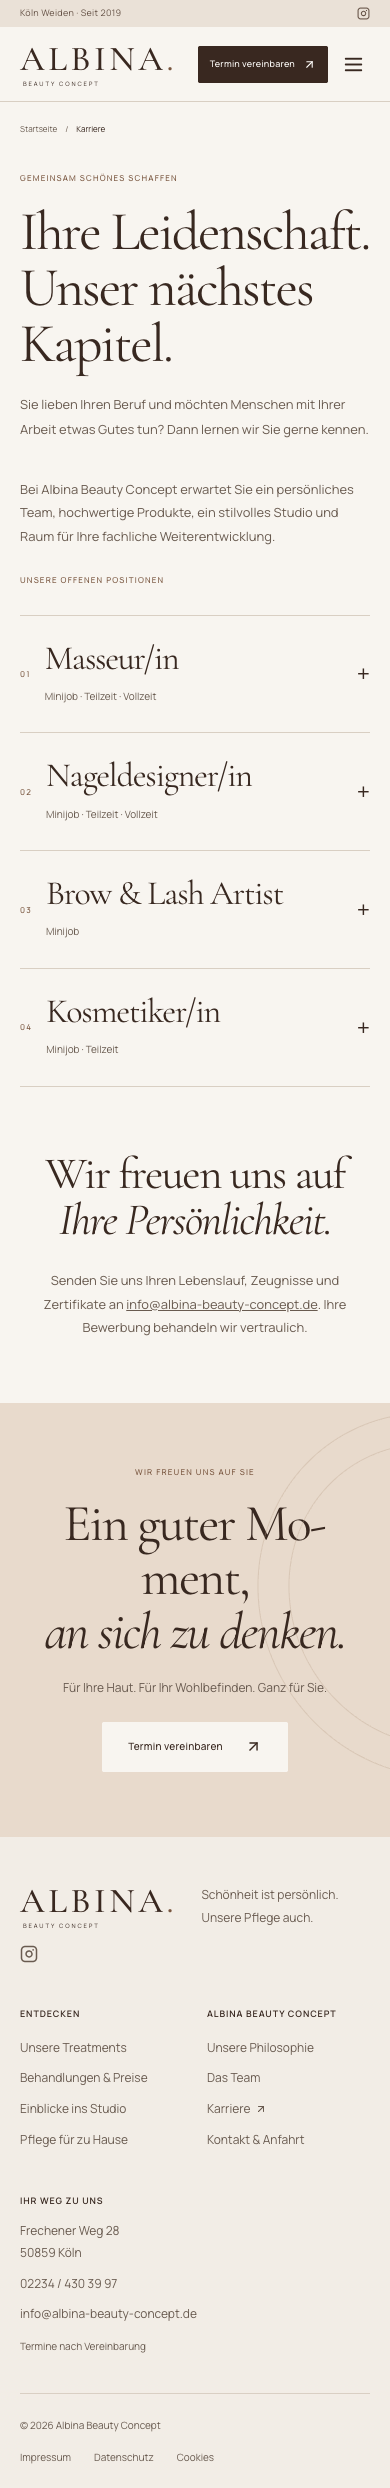 Köln Weiden · Seit 2019
ALBINA.
BEAUTY CONCEPT
Termin vereinbaren
Startseite / Karriere
GEMEINSAM SCHÖNES SCHAFFEN
Ihre Leidenschaft.
Unser nächstes
Kapitel.
Sie lieben Ihren Beruf und möchten Menschen mit Ihrer
Arbeit etwas Gutes tun? Dann lernen wir Sie gerne kennen.
Bei Albina Beauty Concept erwartet Sie ein persönliches
Team, hochwertige Produkte, ein stilvolles Studio und
Raum für Ihre fachliche Weiterentwicklung.
UNSERE OFFENEN POSITIONEN
01
Masseur/in
Minijob · Teilzeit · Vollzeit
+
02
Nageldesigner/in
Minijob · Teilzeit · Vollzeit
+
03
Brow & Lash Artist
Minijob
+
04
Kosmetiker/in
Minijob · Teilzeit
+
Wir freuen uns auf
Ihre Persönlichkeit.
Senden Sie uns Ihren Lebenslauf, Zeugnisse und
Zertifikate an info@albina-beauty-concept.de. Ihre
Bewerbung behandeln wir vertraulich.
WIR FREUEN UNS AUF SIE
Ein guter Mo-
ment,
an sich zu denken.
Für Ihre Haut. Für Ihr Wohlbefinden. Ganz für Sie.
Termin vereinbaren
ALBINA.
BEAUTY CONCEPT
Schönheit ist persönlich.
Unsere Pflege auch.
ENTDECKEN
Unsere Treatments
Behandlungen & Preise
Einblicke ins Studio
Pflege für zu Hause
ALBINA BEAUTY CONCEPT
Unsere Philosophie
Das Team
Karriere
Kontakt & Anfahrt
IHR WEG ZU UNS
Frechener Weg 28
50859 Köln
02234 / 430 39 97
info@albina-beauty-concept.de
Termine nach Vereinbarung
© 2026 Albina Beauty Concept
Impressum Datenschutz Cookies